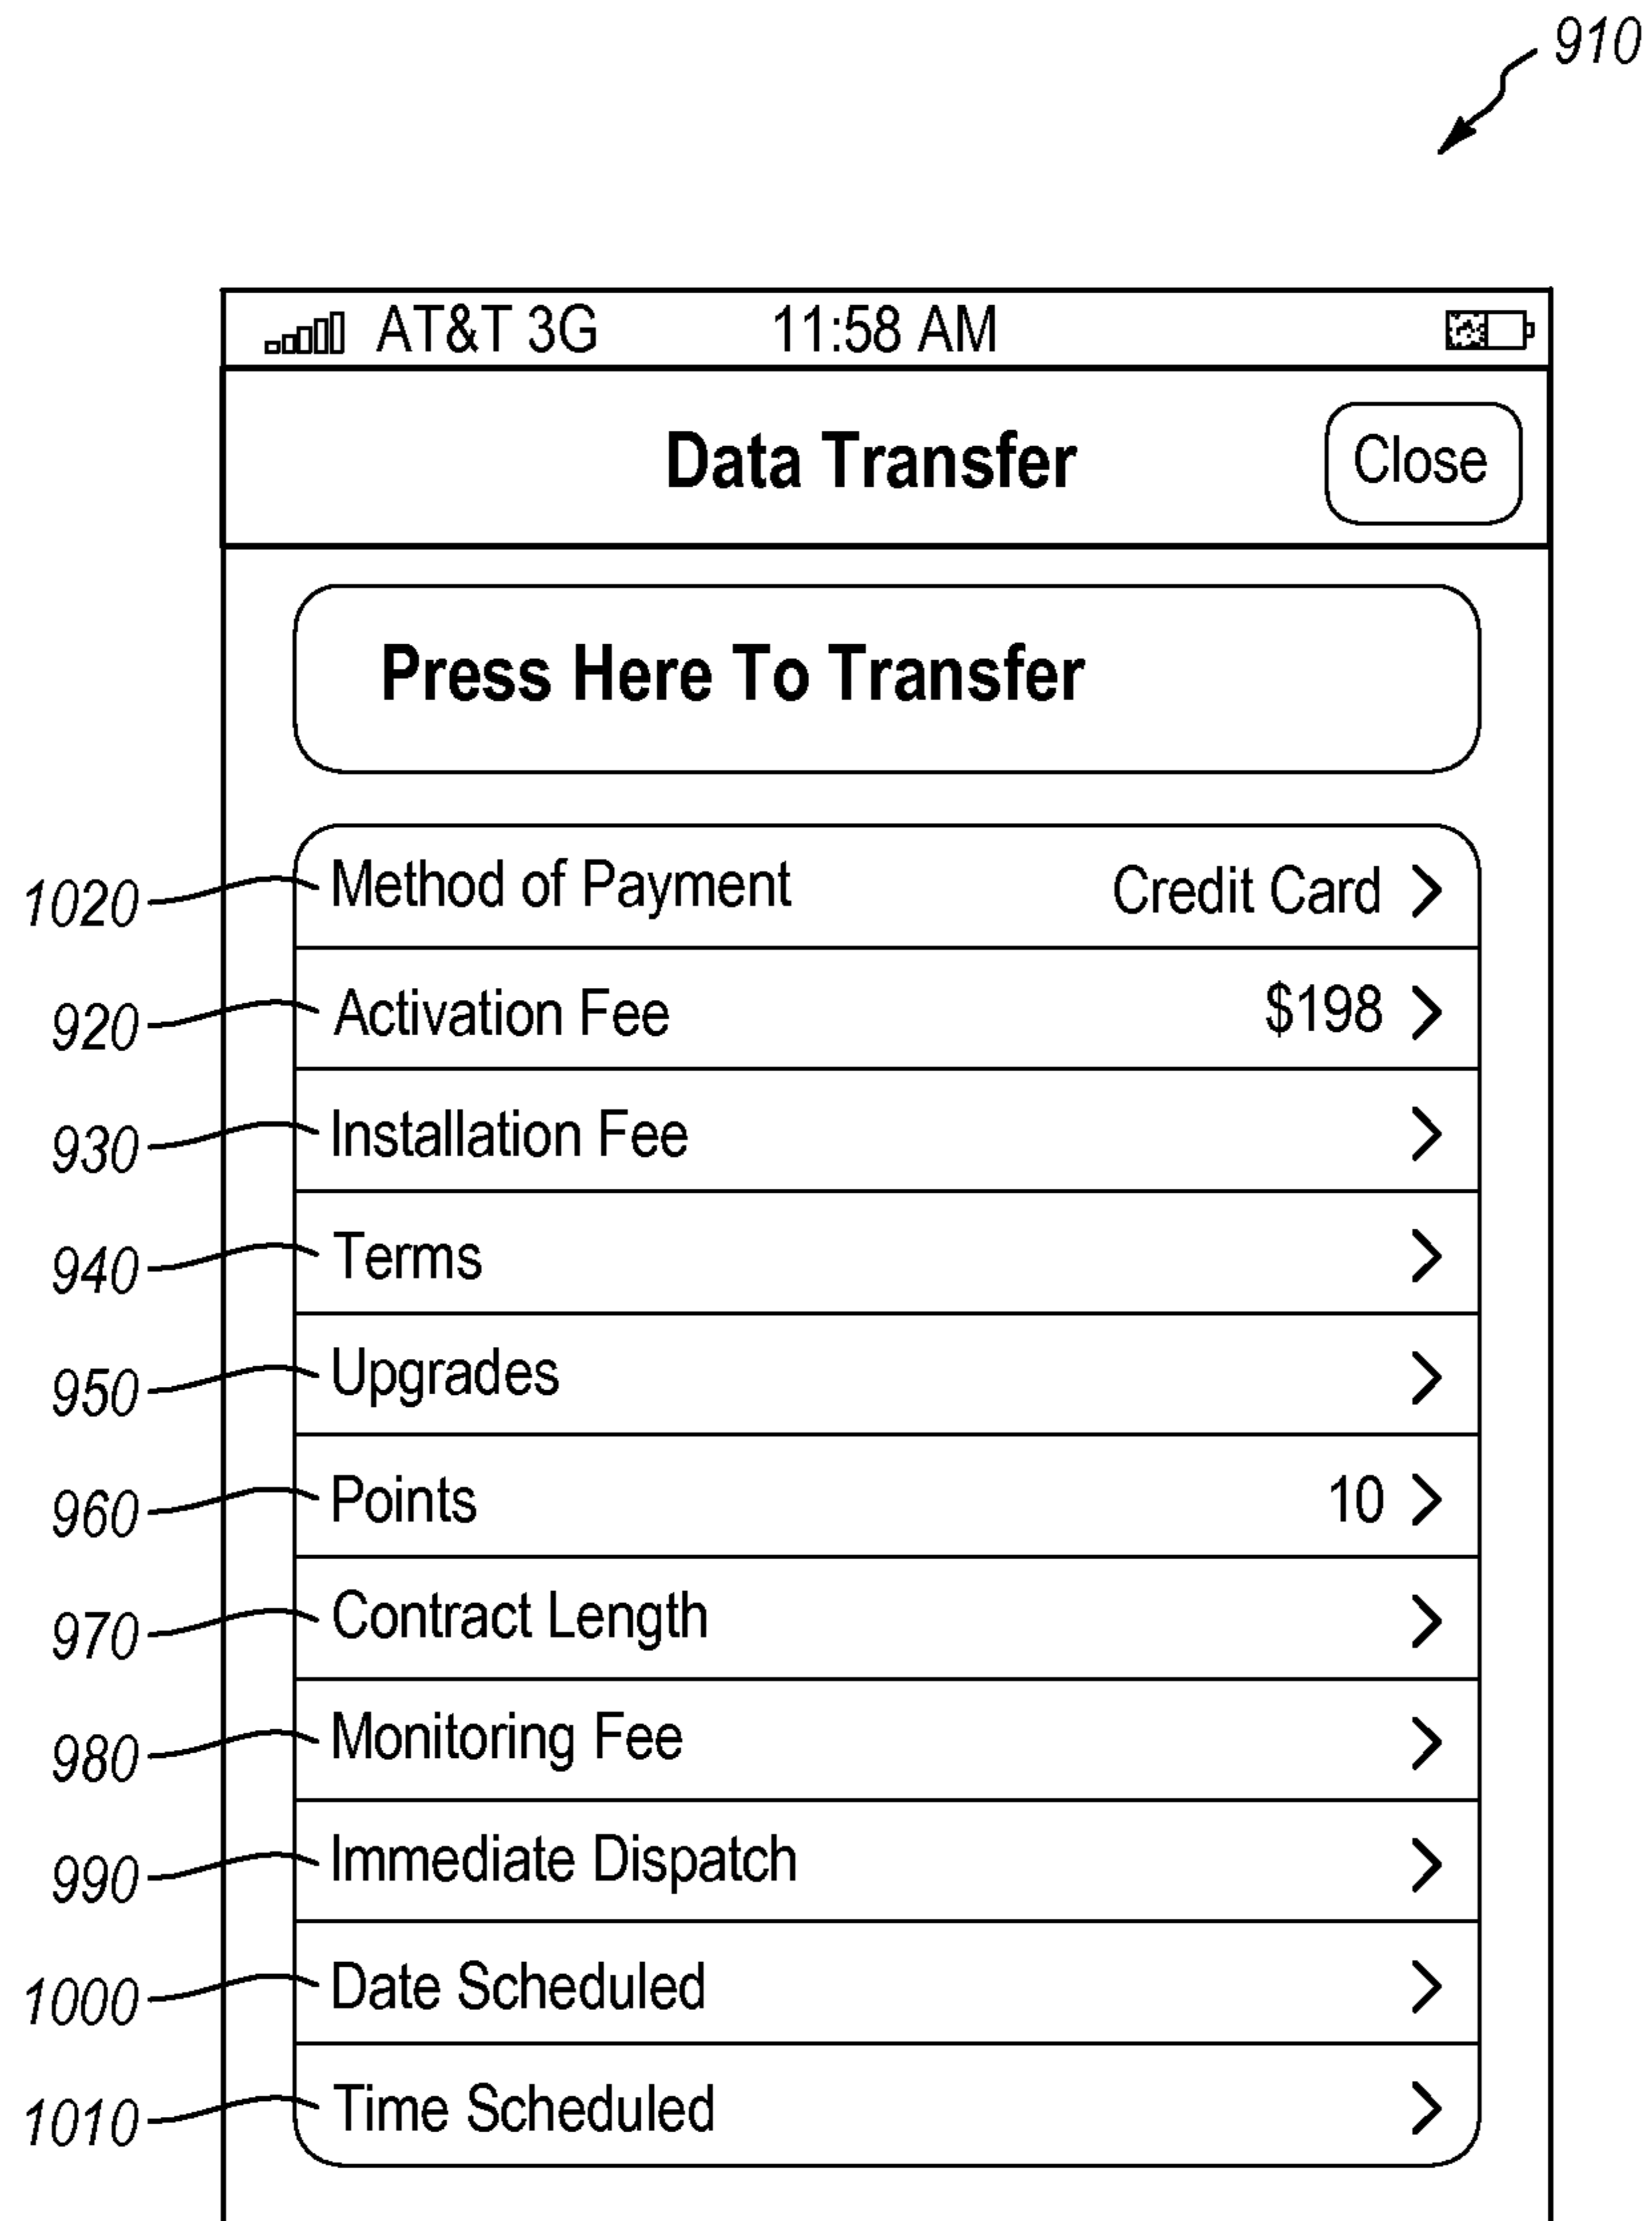 910
AT&T 3G 11:58 AM
Data Transfer Close
Press Here To Transfer
1020 Method of Payment Credit Card >
920 Activation Fee $198 >
930 Installation Fee >
940 Terms >
950 Upgrades >
960 Points 10 >
970 Contract Length >
980 Monitoring Fee >
990 Immediate Dispatch >
1000 Date Scheduled >
1010 Time Scheduled >